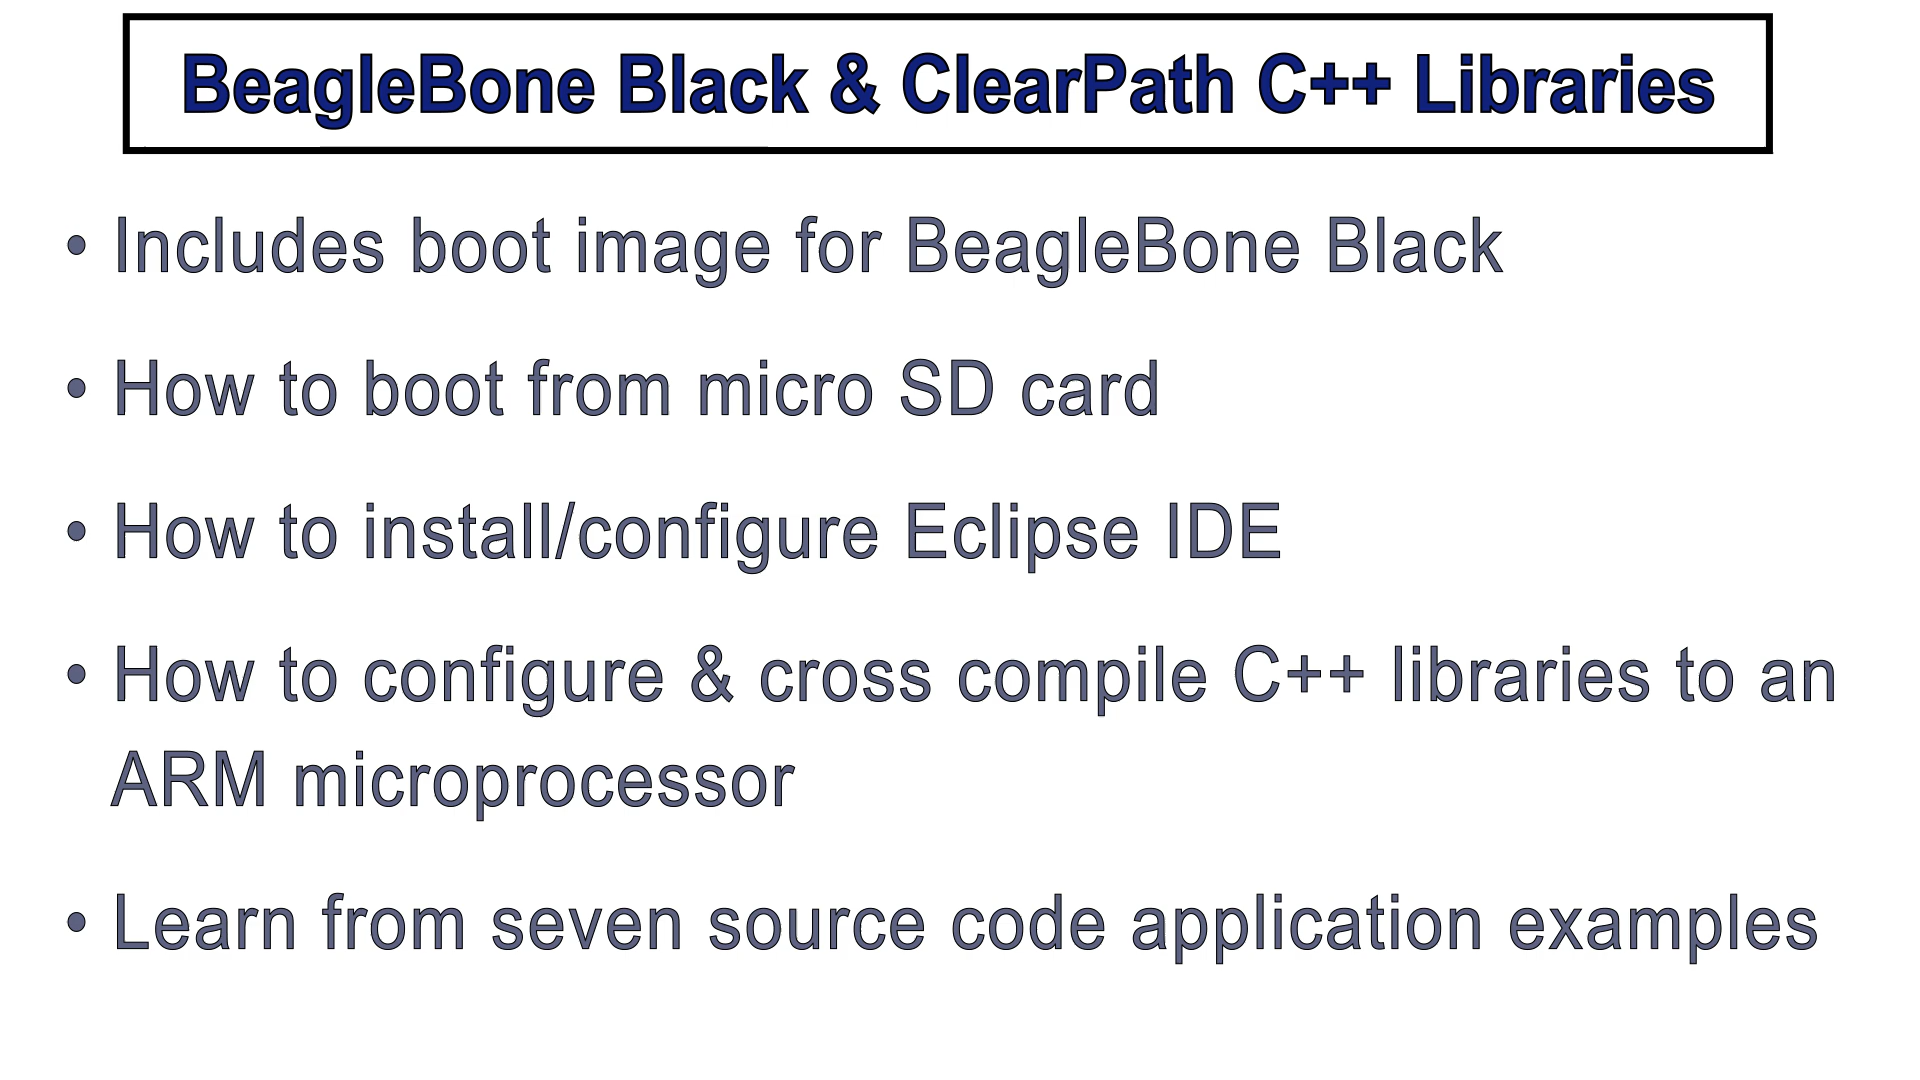 BeagleBone Black & ClearPath C++ Libraries
• Includes boot image for BeagleBone Black
• How to boot from micro SD card
• How to install/configure Eclipse IDE
• How to configure & cross compile C++ libraries to an
ARM microprocessor
• Learn from seven source code application examples